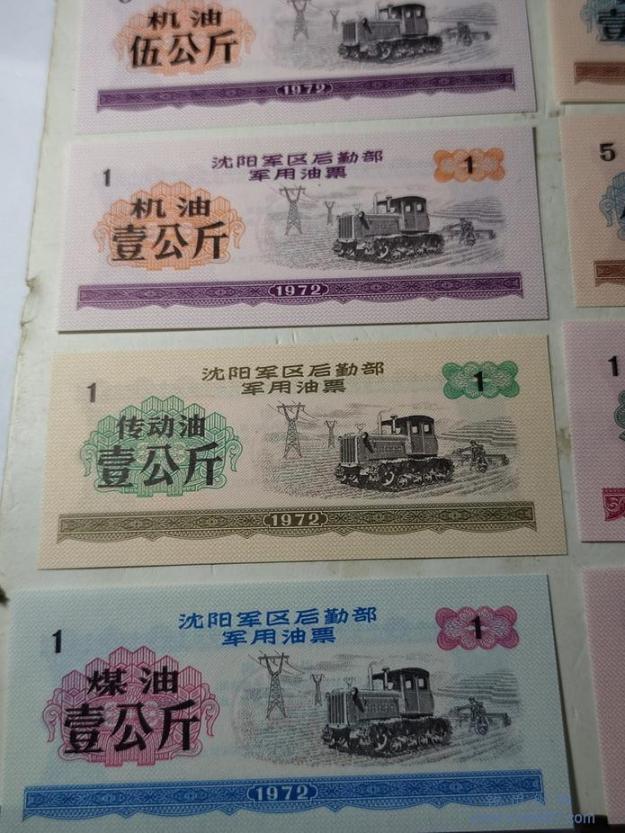 机油
伍公斤
1972
沈阳军区后勤部
军用油票
1
1
机油
壹公斤
1972
5
沈阳军区后勤部
军用油票
1
1
传动油
壹公斤
1972
1
沈阳军区后勤部
军用油票
1
1
煤油
壹公斤
1972